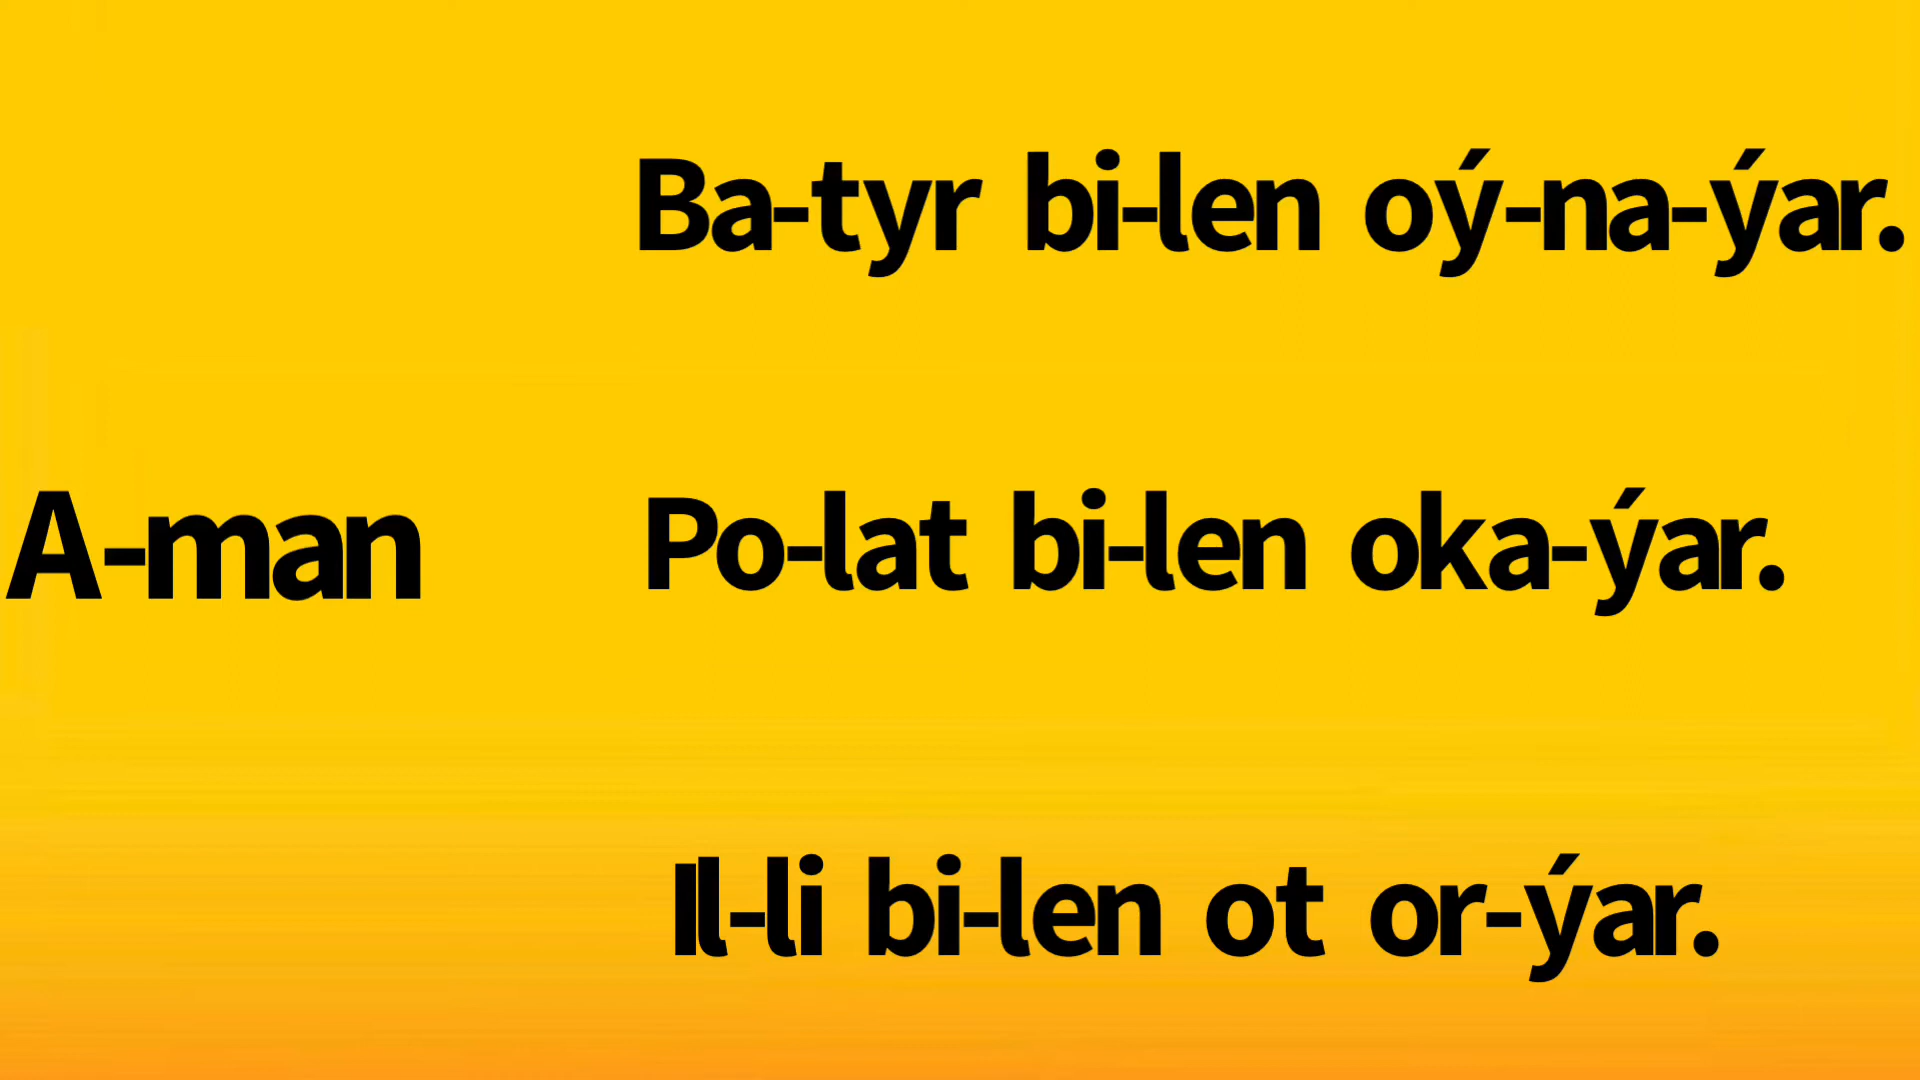 Ba-tyr bi-len oý-na-ýar.
A-man
Po-lat bi-len oka-ýar.
Il-li bi-len ot or-ýar.